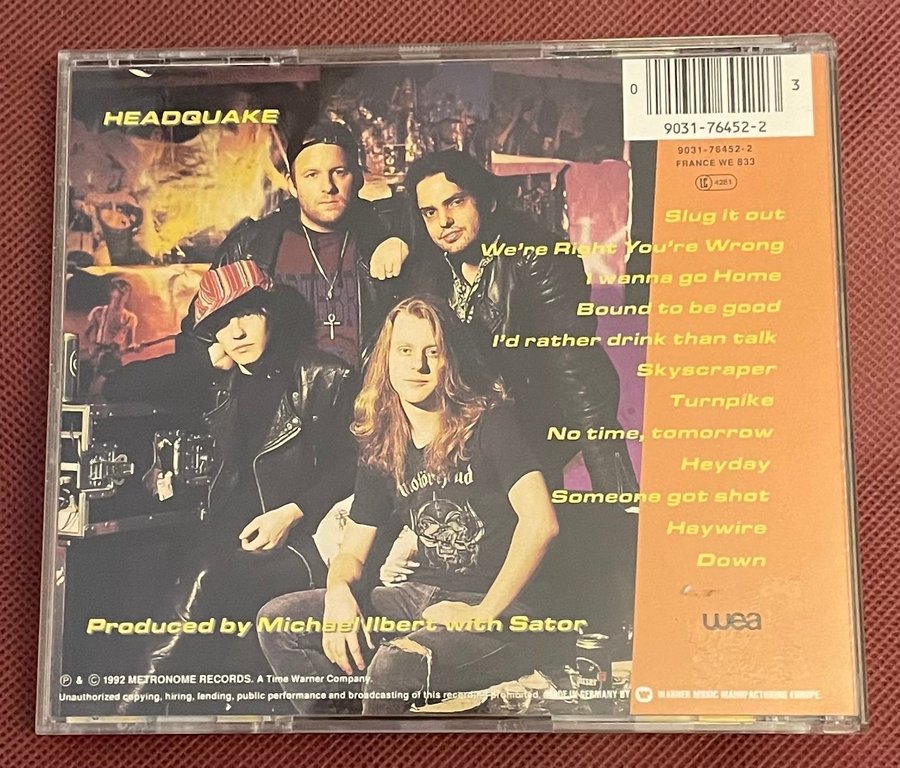 HEADQUAKE
0 3
9031-76452-2
9031-76452-2
FRANCE WE 833
LC 4281
Slug it out
We're Right You're Wrong
I wanna go Home
Bound to be good
I'd rather drink than talk
Skyscraper
Turnpike
No time, tomorrow
Heyday
Someone got shot
Haywire
Down
Motörhead
wea
Produced by Michael Ilbert with Sator
℗ & © 1992 METRONOME RECORDS. A Time Warner Company.
Unauthorized copying, hiring, lending, public performance and broadcasting of this recording prohibited. MADE IN GERMANY BY WARNER MUSIC MANUFACTURING EUROPE.